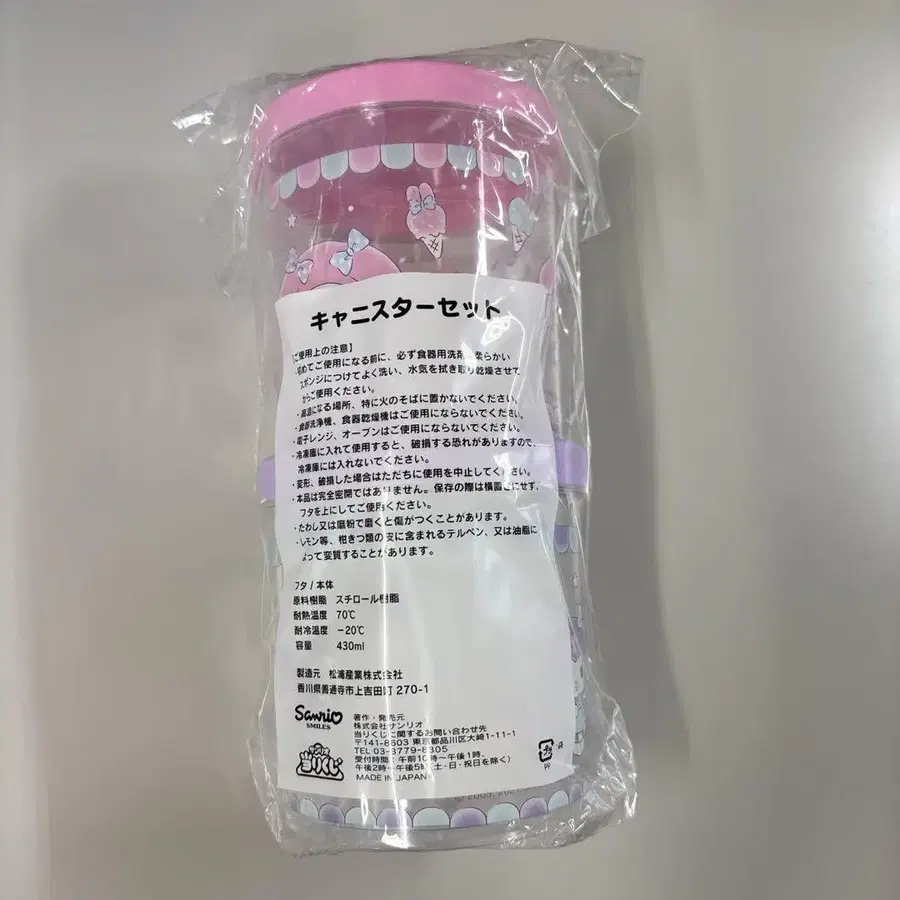 キャニスターセット
【ご使用上の注意】
・初めてご使用になる前に、必ず食器用洗剤を柔らかい
スポンジにつけてよく洗い、水気を拭き取り乾燥させて
からご使用ください。
・高温になる場所、特に火のそばに置かないでください。
・食器洗浄機、食器乾燥機はご使用にならないでください。
・電子レンジ、オーブンはご使用にならないでください。
・冷凍庫に入れて使用すると、破損する恐れがありますので、
冷凍庫には入れないでください。
・変形、破損した場合はただちに使用を中止してください。
・本品は完全密閉ではありません。保存の際は横置きにせず、
フタを上にしてご使用ください。
・たわし又は磨粉で磨くと傷がつくことがあります。
・レモン等、柑きつ類の皮に含まれるテルペン、又は油脂に
よって変質することがあります。
フタ / 本体
原料樹脂 スチロール樹脂
耐熱温度 70℃
耐冷温度 −20℃
容量 430ml
製造元 松浦産業株式会社
香川県善通寺市上吉田町 270-1
Sanrio
SMILES
サンリオ
当りくじ
著作・発売元
株式会社サンリオ
当りくじに関するお問い合わせ先
〒141-8603 東京都品川区大崎1-11-1
TEL 03-3779-8305
受付時間：午前10時〜午後1時、
午後2時〜午後5時(土・日・祝日を除く)
MADE IN JAPAN
プラ
袋
PP
© 2005, 2021